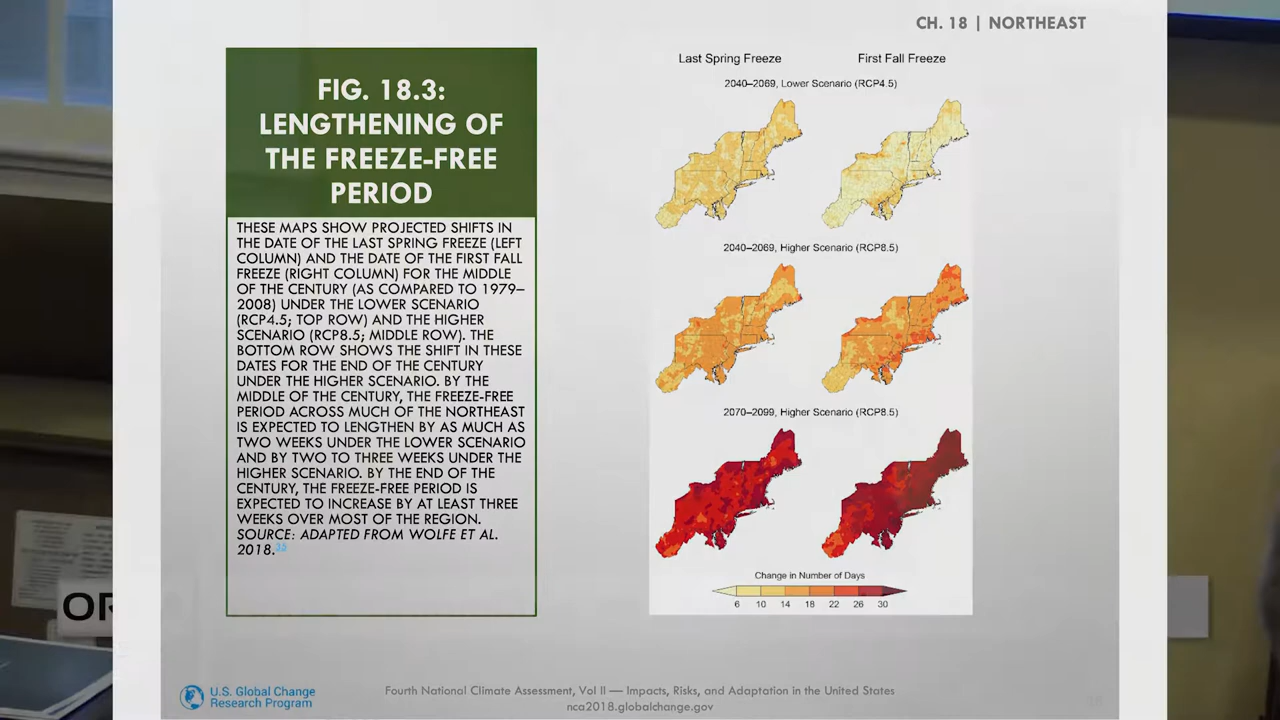 CH. 18 | NORTHEAST
FIG. 18.3:
LENGTHENING OF
THE FREEZE-FREE
PERIOD
THESE MAPS SHOW PROJECTED SHIFTS IN
THE DATE OF THE LAST SPRING FREEZE (LEFT
COLUMN) AND THE DATE OF THE FIRST FALL
FREEZE (RIGHT COLUMN) FOR THE MIDDLE
OF THE CENTURY (AS COMPARED TO 1979–
2008) UNDER THE LOWER SCENARIO
(RCP4.5; TOP ROW) AND THE HIGHER
SCENARIO (RCP8.5; MIDDLE ROW). THE
BOTTOM ROW SHOWS THE SHIFT IN THESE
DATES FOR THE END OF THE CENTURY
UNDER THE HIGHER SCENARIO. BY THE
MIDDLE OF THE CENTURY, THE FREEZE-FREE
PERIOD ACROSS MUCH OF THE NORTHEAST
IS EXPECTED TO LENGTHEN BY AS MUCH AS
TWO WEEKS UNDER THE LOWER SCENARIO
AND BY TWO TO THREE WEEKS UNDER THE
HIGHER SCENARIO. BY THE END OF THE
CENTURY, THE FREEZE-FREE PERIOD IS
EXPECTED TO INCREASE BY AT LEAST THREE
WEEKS OVER MOST OF THE REGION.
SOURCE: ADAPTED FROM WOLFE ET AL.
2018.
Last Spring Freeze First Fall Freeze
2040–2069, Lower Scenario (RCP4.5)
2040–2069, Higher Scenario (RCP8.5)
2070–2099, Higher Scenario (RCP8.5)
Change in Number of Days
6 10 14 18 22 26 30
OR
U.S. Global Change
Research Program
Fourth National Climate Assessment, Vol II — Impacts, Risks, and Adaptation in the United States
nca2018.globalchange.gov